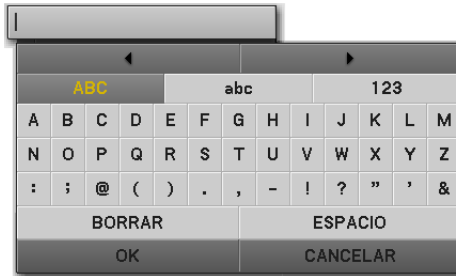 ABC abc 123
A B C D E F G H I J K L M
N O P Q R S T U V W X Y Z
: ; @ ( ) . , - ! ? " ' &
BORRAR ESPACIO
OK CANCELAR